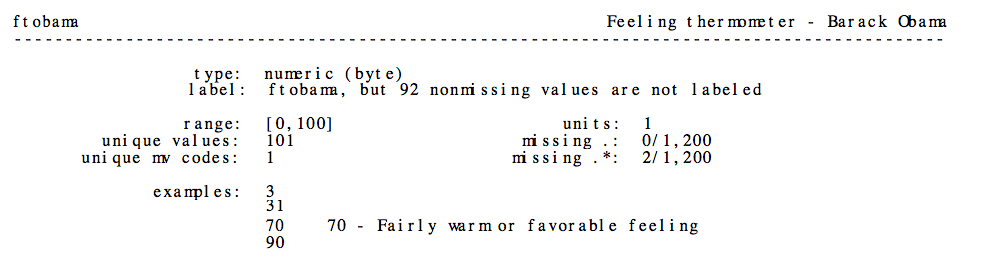 ftobama Feeling thermometer - Barack Obama
--------------------------------------------------------------------------------
type: numeric (byte)
label: ftobama, but 92 nonmissing values are not labeled
range: [0,100] units: 1
unique values: 101 missing .: 0/1,200
unique mv codes: 1 missing .*: 2/1,200
examples: 3
31
70 70 - Fairly warm or favorable feeling
90